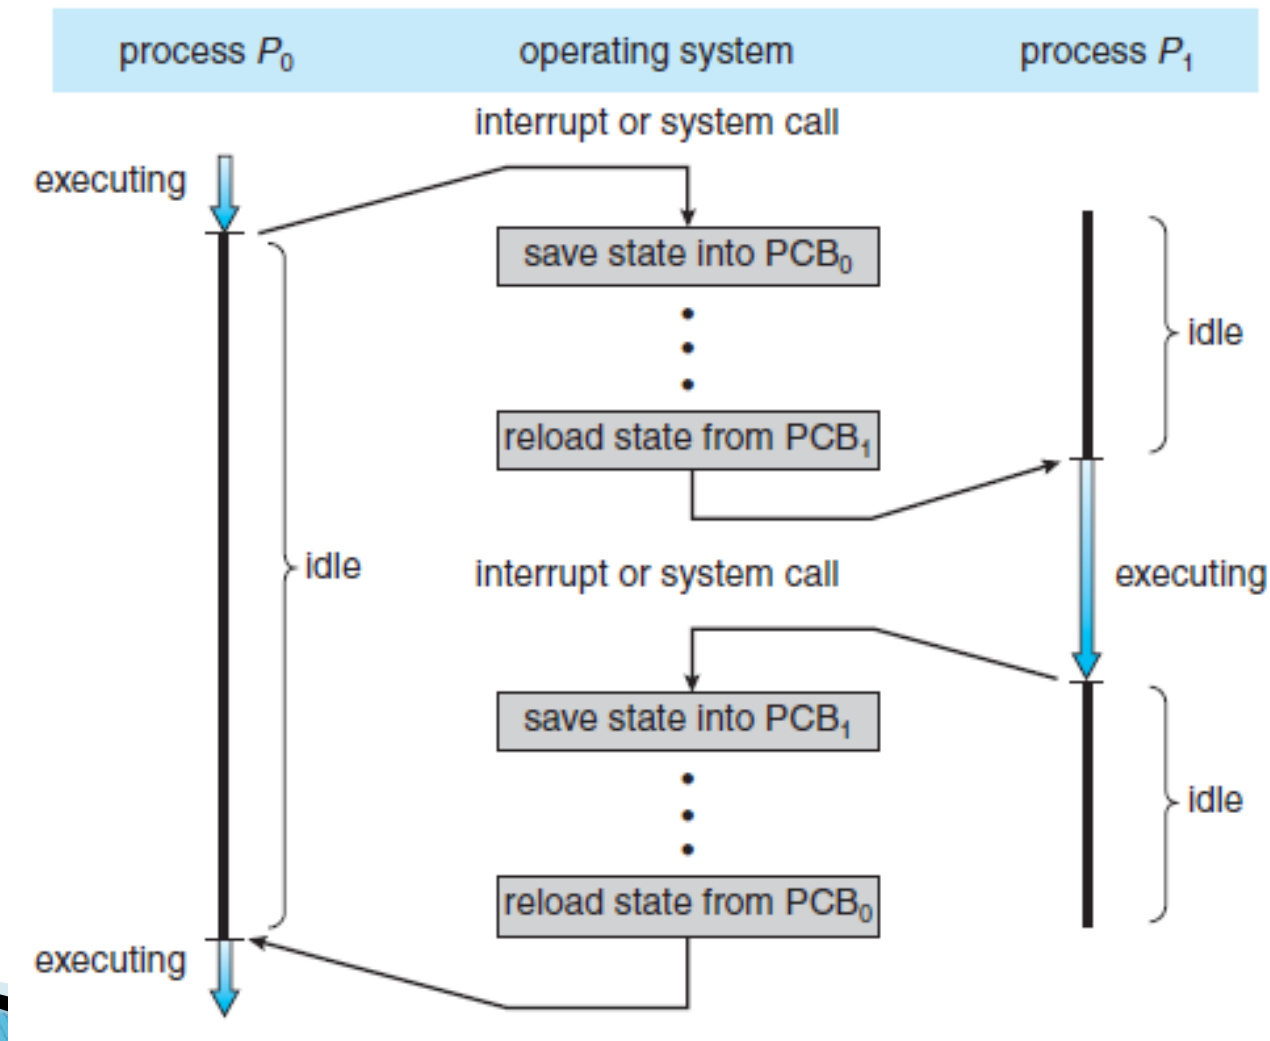 process P₀ operating system process P₁
interrupt or system call
executing
save state into PCB₀
idle
reload state from PCB₁
idle
interrupt or system call
executing
save state into PCB₁
idle
reload state from PCB₀
executing